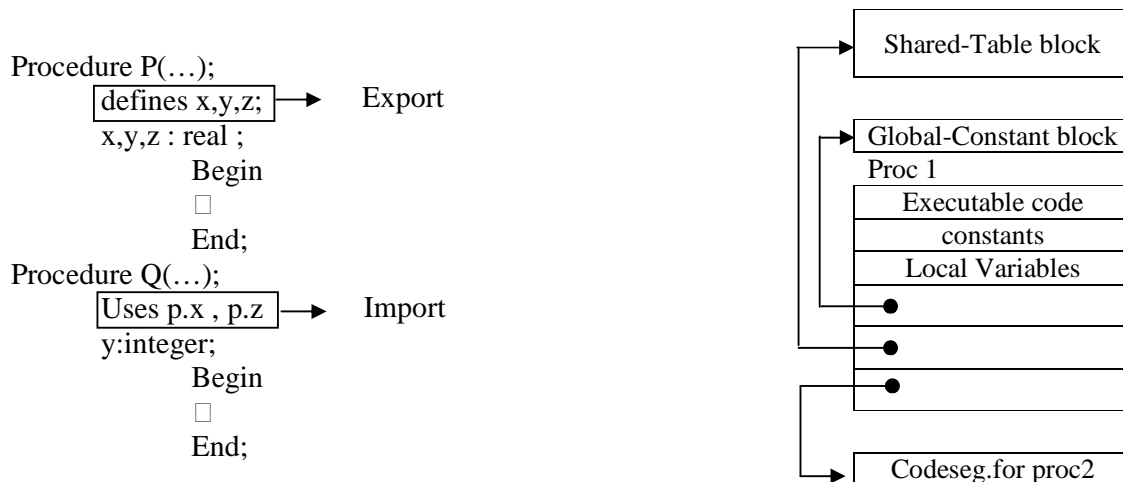 Procedure P(…);
defines x,y,z;
Export
x,y,z : real ;
Begin
End;
Procedure Q(…);
Uses p.x , p.z
Import
y:integer;
Begin
End;
Shared-Table block
Global-Constant block
Proc 1
Executable code
constants
Local Variables
Codeseg.for proc2